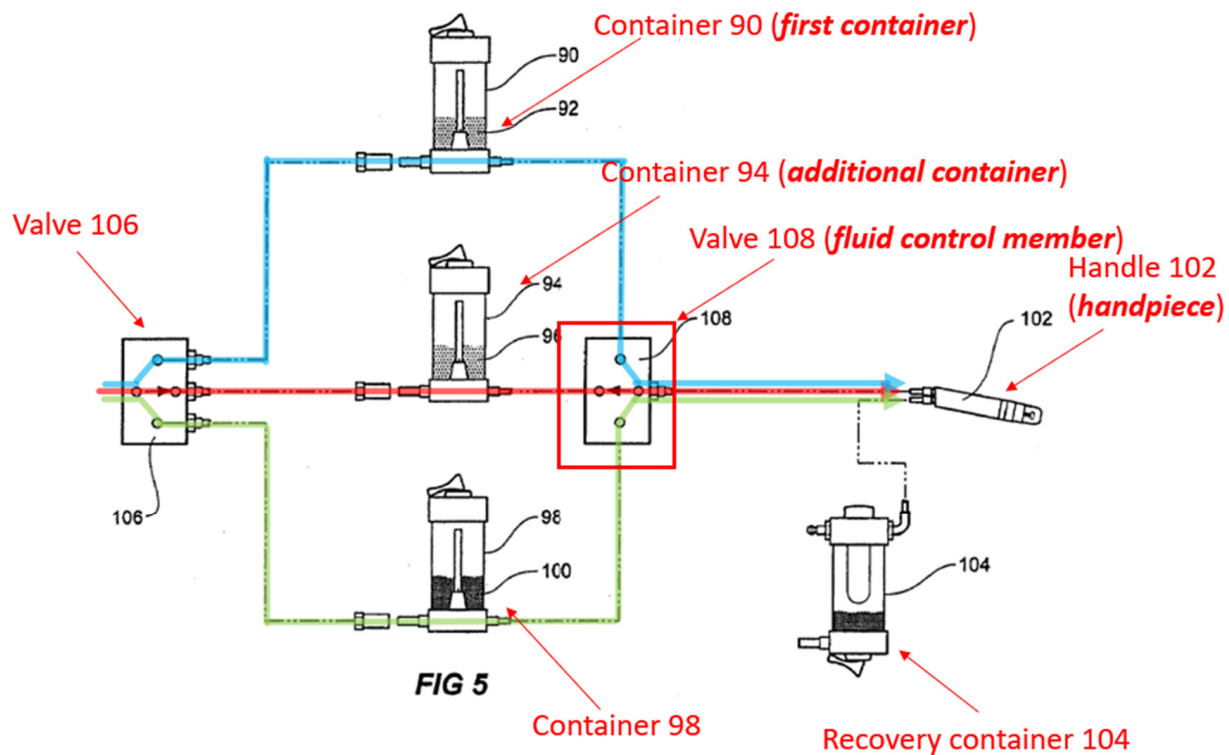 Container 90 (first container)
90
92
Container 94 (additional container)
Valve 106
Valve 108 (fluid control member)
Handle 102
(handpiece)
94
108
102
96
106
98
100
104
FIG 5
Container 98
Recovery container 104